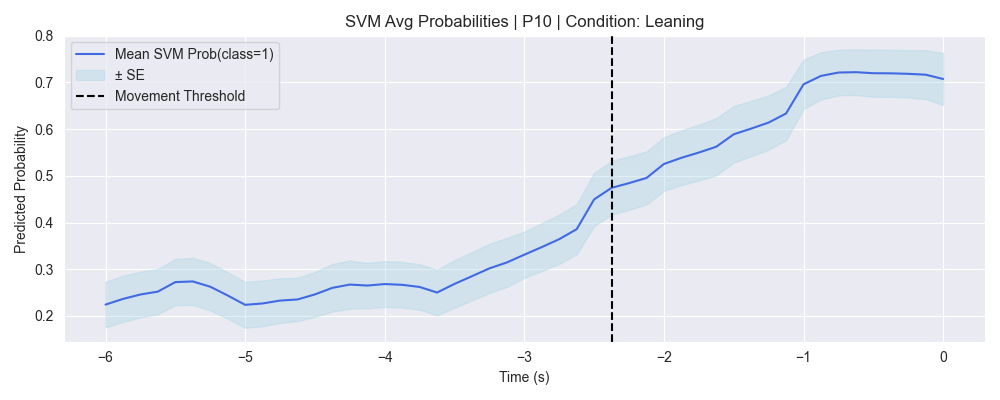 SVM Avg Probabilities | P10 | Condition: Leaning
Mean SVM Prob(class=1)
± SE
Movement Threshold
Predicted Probability
0.8
0.7
0.6
0.5
0.4
0.3
0.2
−6
−5
−4
−3
−2
−1
0
Time (s)